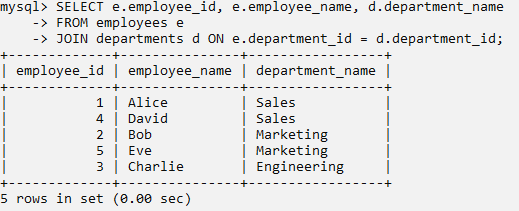 mysql> SELECT e.employee_id, e.employee_name, d.department_name
    -> FROM employees e
    -> JOIN departments d ON e.department_id = d.department_id;
+-------------+---------------+-----------------+
| employee_id | employee_name | department_name |
+-------------+---------------+-----------------+
|           1 | Alice         | Sales           |
|           4 | David         | Sales           |
|           2 | Bob           | Marketing       |
|           5 | Eve           | Marketing       |
|           3 | Charlie       | Engineering     |
+-------------+---------------+-----------------+
5 rows in set (0.00 sec)